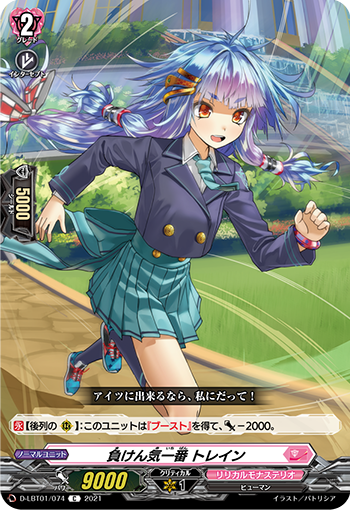 2
グレード
インターセプト
5000
シールド
アイツに出来るなら、私にだって！
永【後列の】：このユニットは『ブースト』を得て、-2000。
ノーマルユニット
負けん気一番 トレイン
いちばん
リリカルモナステリオ
パワー
9000
クリティカル
1
ヒューマン
D-LBT01/074 C 2021
イラスト／パトリシア